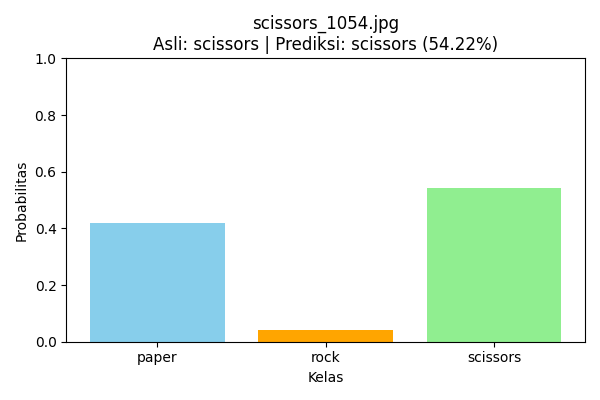 scissors_1054.jpg
Asli: scissors | Prediksi: scissors (54.22%)
1.0
0.8
0.6
0.4
0.2
0.0
Probabilitas
paper rock scissors
Kelas